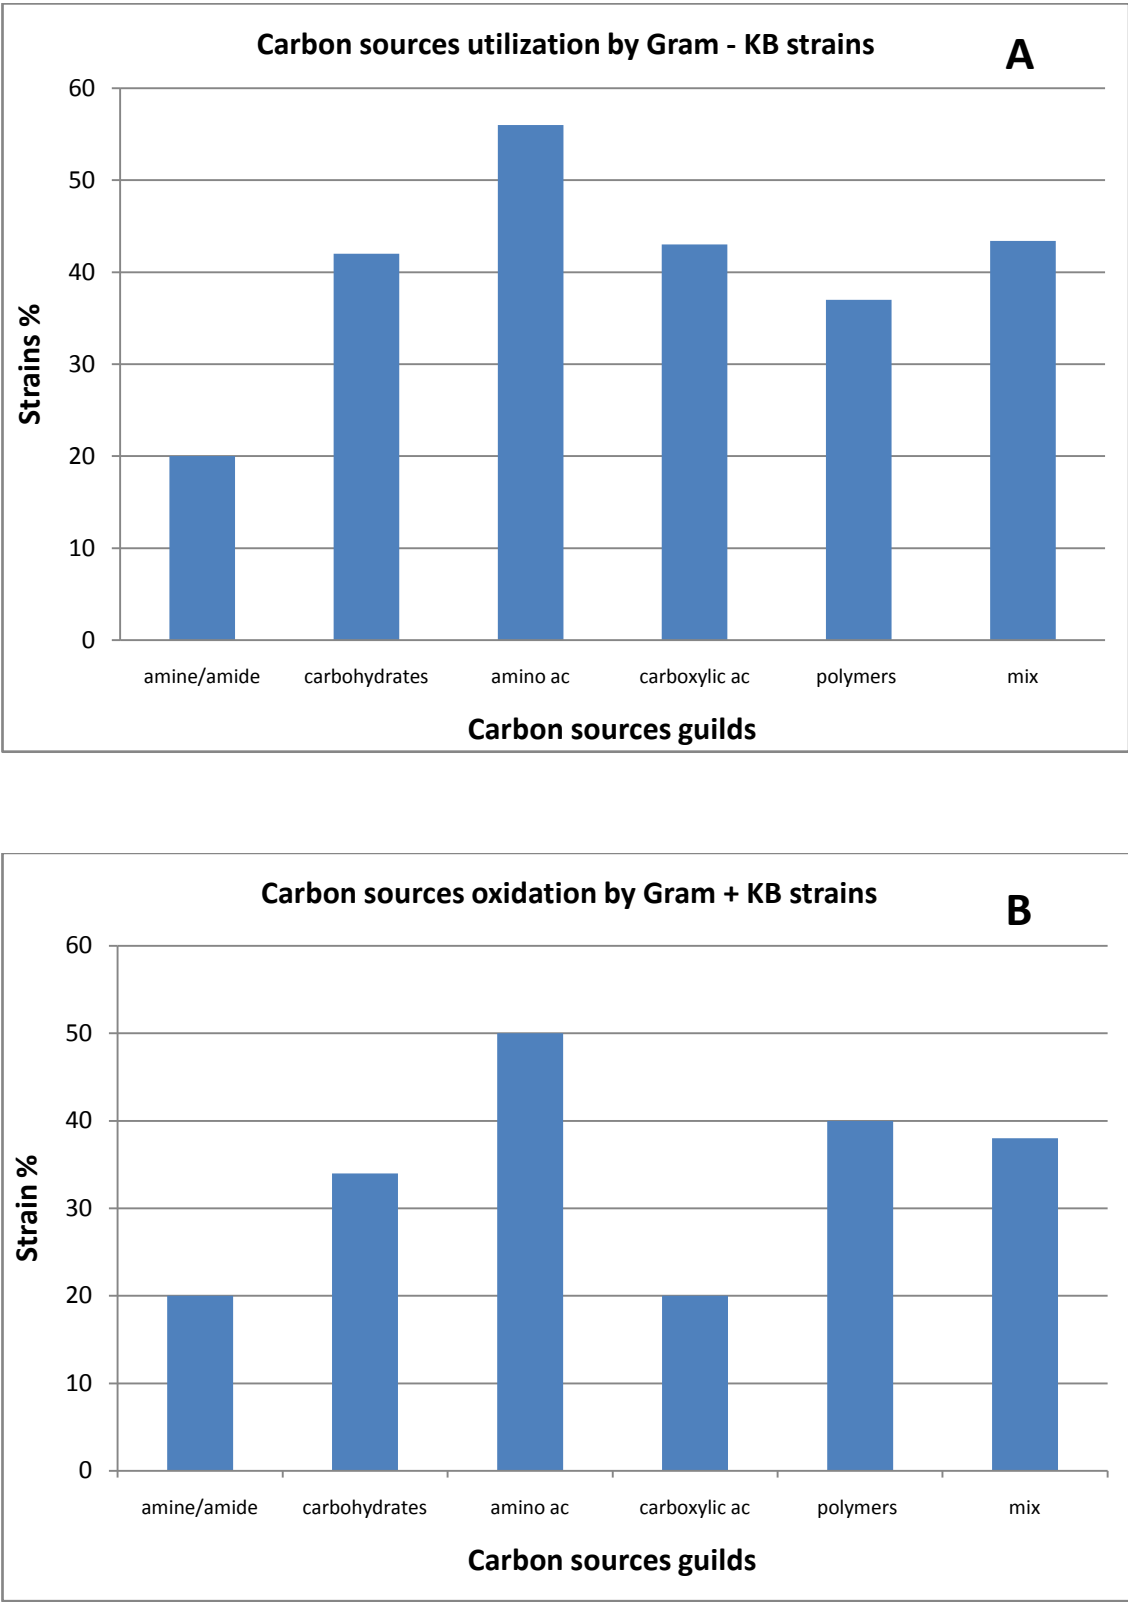 Carbon sources utilization by Gram - KB strains
A
60
50
40
30
20
10
0
Strains %
amine/amide carbohydrates amino ac carboxylic ac polymers mix
Carbon sources guilds
Carbon sources oxidation by Gram + KB strains
B
60
50
40
30
20
10
0
Strain %
amine/amide carbohydrates amino ac carboxylic ac polymers mix
Carbon sources guilds